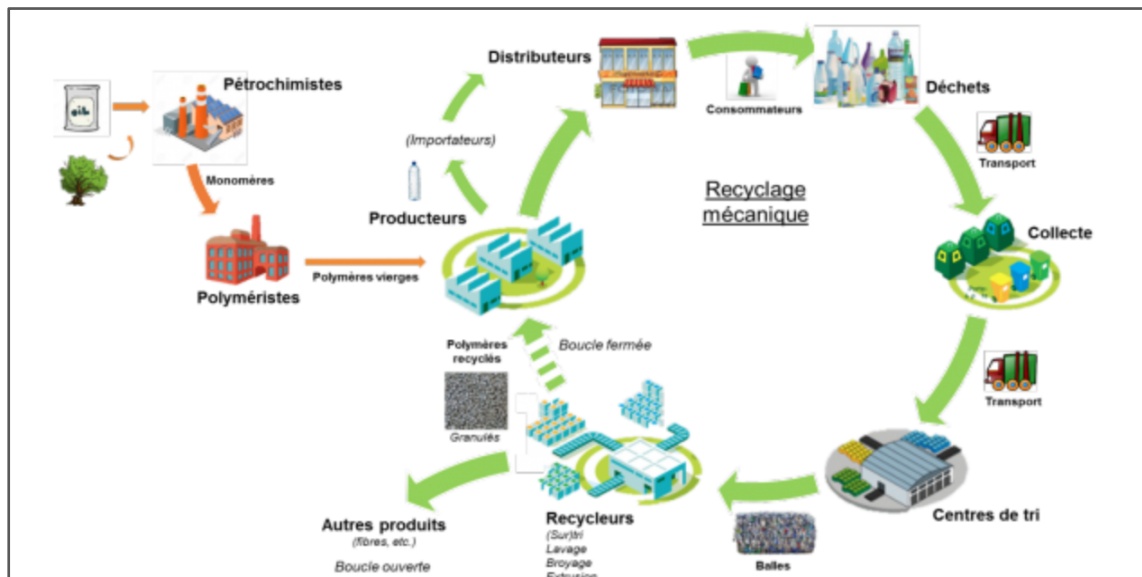 Pétrochimistes
Monomères
Polyméristes
Polymères vierges
Producteurs
(Importateurs)
Distributeurs
Consommateurs
Déchets
Transport
Recyclage
mécanique
Collecte
Transport
Centres de tri
Balles
Recycleurs
(Sur)tri
Lavage
Broyage
Extrusion
Polymères
recyclés
Granulés
Boucle fermée
Autres produits
(fibres, etc.)
Boucle ouverte